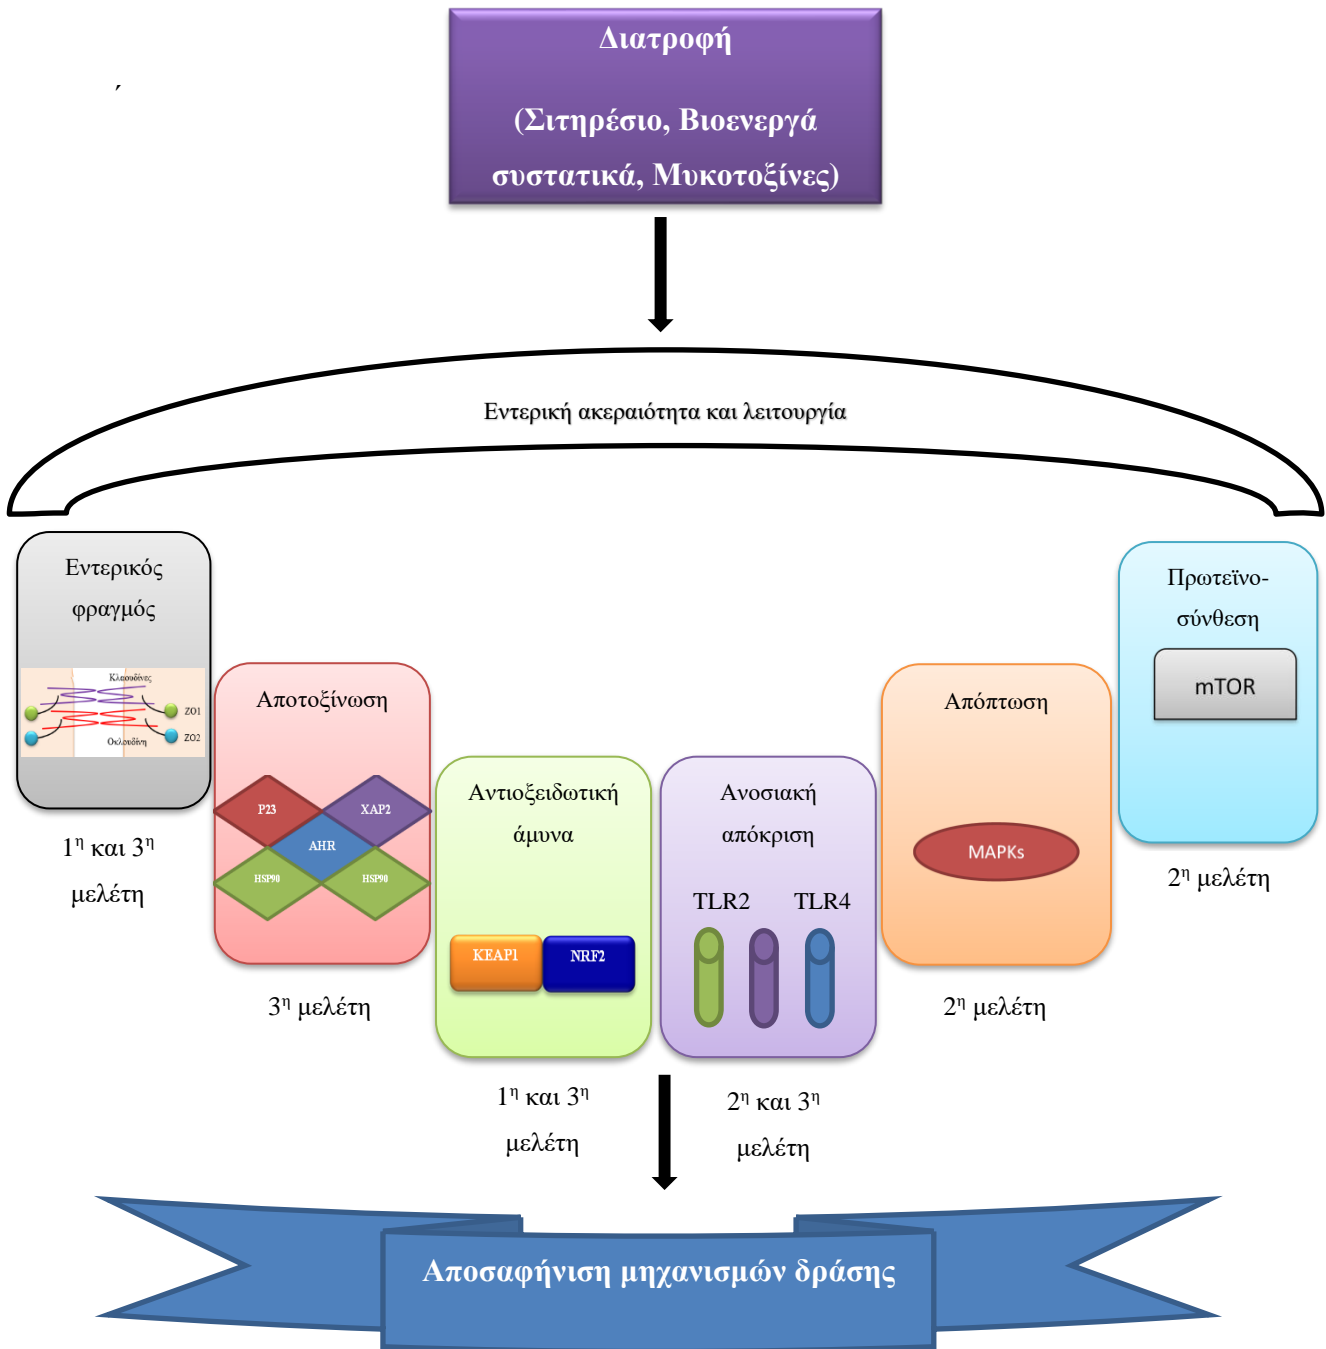 Διατροφή
΄
(Σιτηρέσιο, Βιοενεργά
συστατικά, Μυκοτοξίνες)
Εντερική ακεραιότητα και λειτουργία
Εντερικός
φραγμός
Κλαουδίνες
ZO1
ZO2
Οκλουδίνη
1η και 3η
μελέτη
Αποτοξίνωση
P23
XAP2
AHR
HSP90
HSP90
3η μελέτη
Αντιοξειδωτική
άμυνα
KEAP1
NRF2
1η και 3η
μελέτη
Ανοσιακή
απόκριση
TLR2
TLR4
2η και 3η
μελέτη
Απόπτωση
MAPKs
2η μελέτη
Πρωτεϊνο-
σύνθεση
mTOR
2η μελέτη
Αποσαφήνιση μηχανισμών δράσης